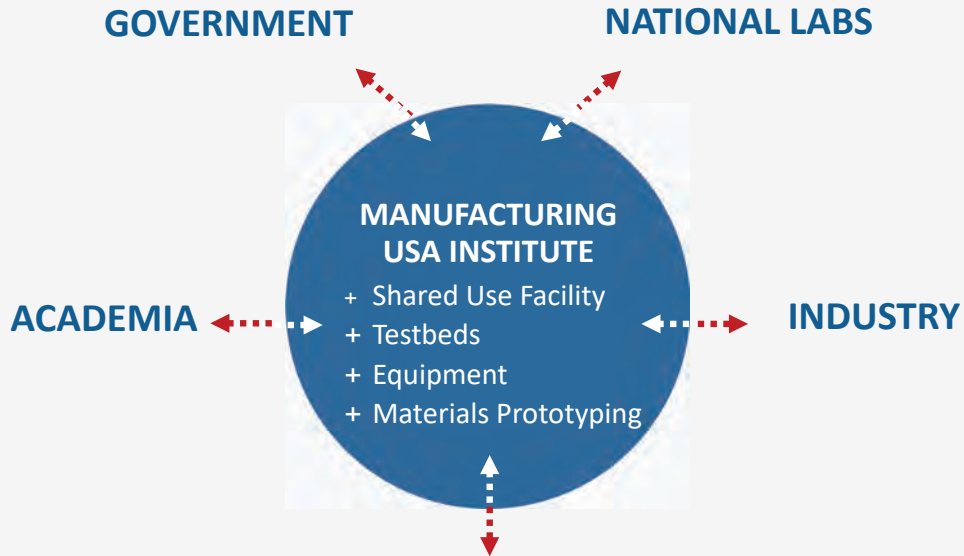 GOVERNMENT
NATIONAL LABS
MANUFACTURING
USA INSTITUTE
+ Shared Use Facility
+ Testbeds
+ Equipment
+ Materials Prototyping
ACADEMIA
INDUSTRY